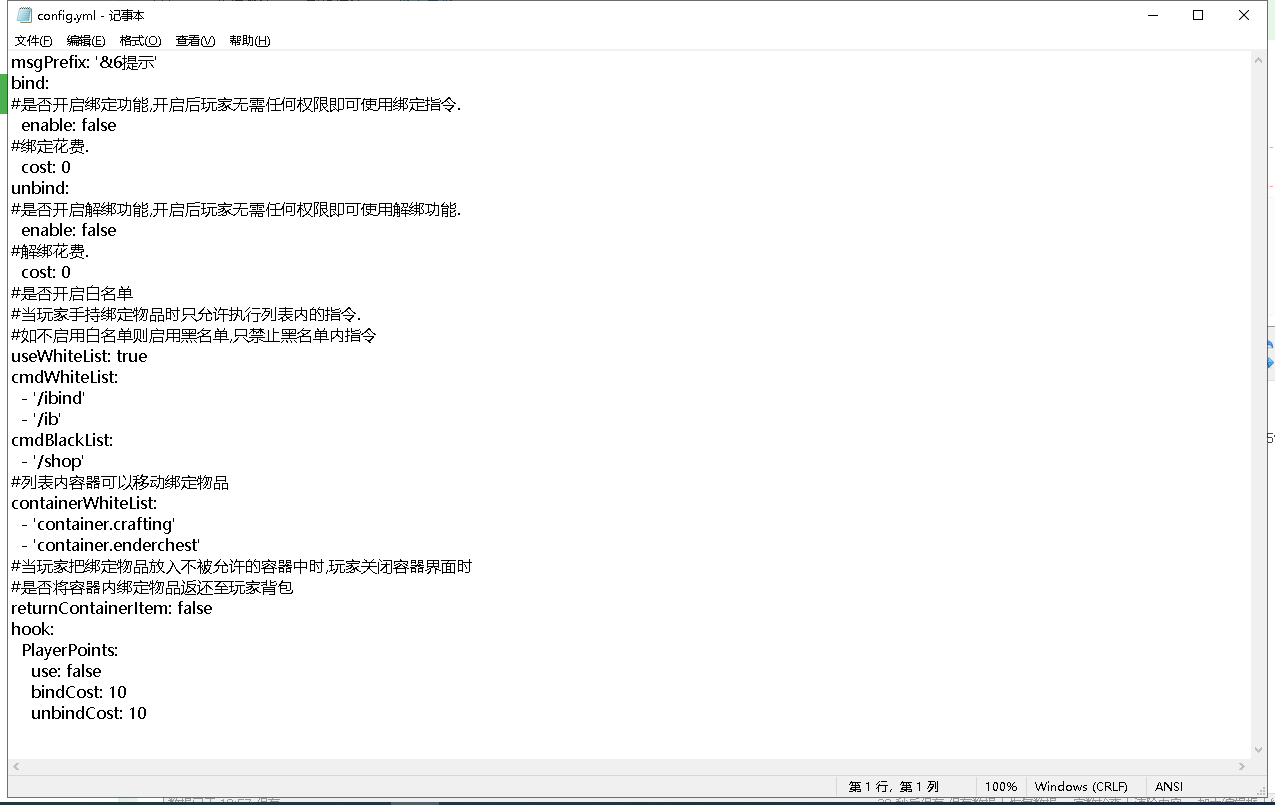 config.yml - 记事本
文件(F) 编辑(E) 格式(O) 查看(V) 帮助(H)
msgPrefix: '&6提示'
bind:
#是否开启绑定功能,开启后玩家无需任何权限即可使用绑定指令.
  enable: false
#绑定花费.
  cost: 0
unbind:
#是否开启解绑功能,开启后玩家无需任何权限即可使用解绑功能.
  enable: false
#解绑花费.
  cost: 0
#是否开启白名单
#当玩家手持绑定物品时只允许执行列表内的指令.
#如不启用白名单则启用黑名单,只禁止黑名单内指令
useWhiteList: true
cmdWhiteList:
  - '/ibind'
  - '/ib'
cmdBlackList:
  - '/shop'
#列表内容器可以移动绑定物品
containerWhiteList:
  - 'container.crafting'
  - 'container.enderchest'
#当玩家把绑定物品放入不被允许的容器中时,玩家关闭容器界面时
#是否将容器内绑定物品返还至玩家背包
returnContainerItem: false
hook:
  PlayerPoints:
    use: false
    bindCost: 10
    unbindCost: 10
第 1 行，第 1 列 100% Windows (CRLF) ANSI